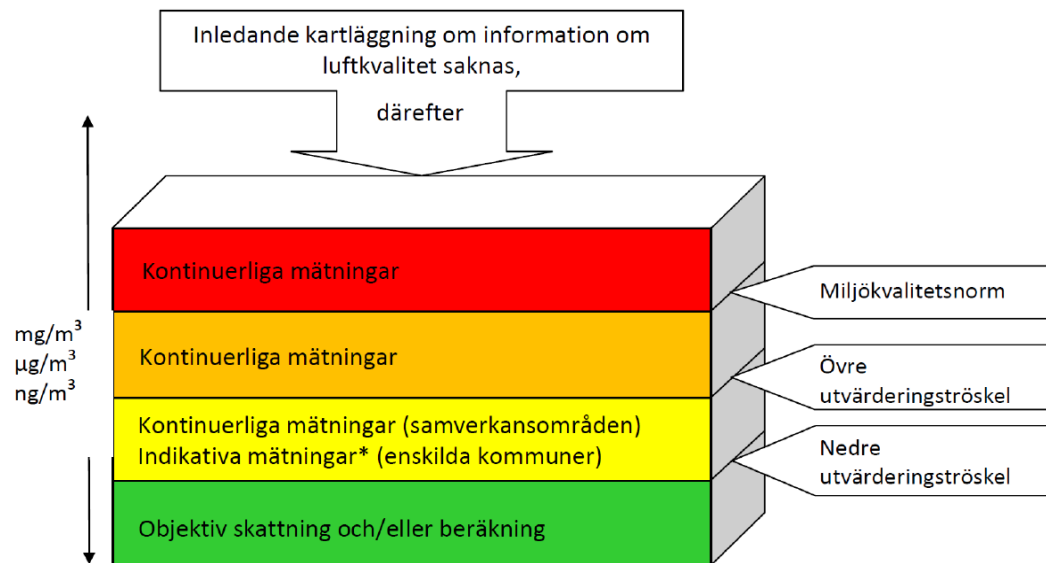 Inledande kartläggning om information om
luftkvalitet saknas,
därefter
Kontinuerliga mätningar
Miljökvalitetsnorm
mg/m³
µg/m³
ng/m³
Kontinuerliga mätningar
Övre
utvärderingströskel
Kontinuerliga mätningar (samverkansområden)
Indikativa mätningar* (enskilda kommuner)
Nedre
utvärderingströskel
Objektiv skattning och/eller beräkning